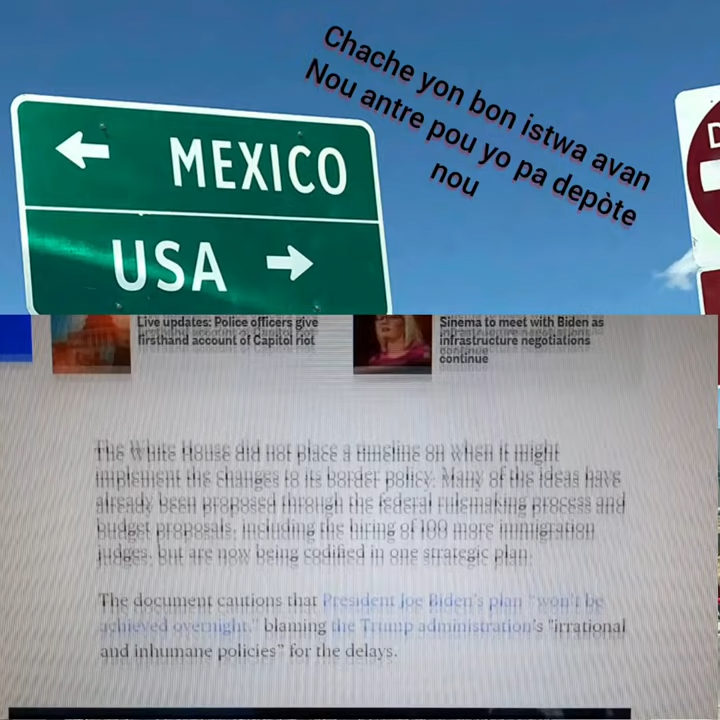 Chache yon bon istwa avan
Nou antre pou yo pa depòte
nou
MEXICO
USA
Live updates: Police officers give
firsthand account of Capitol riot
Sinema to meet with Biden as
infrastructure negotiations
continue
The White House did not place a timeline on when it might
implement the changes to its border policy. Many of the ideas have
already been proposed through the federal rulemaking process and
budget proposals, including the hiring of 100 more immigration
judges, but are now being codified in one strategic plan.
The document cautions that President Joe Biden's plan "won't be
achieved overnight," blaming the Trump administration's "irrational
and inhumane policies" for the delays.